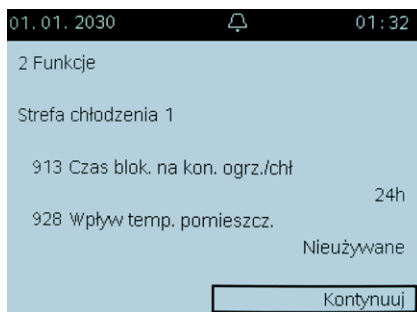 01.01.2030 01:32
2 Funkcje
Strefa chłodzenia 1
913 Czas blok. na kon. ogrz./chł
24h
928 Wpływ temp. pomieszcz.
Nieużywane
Kontynuuj